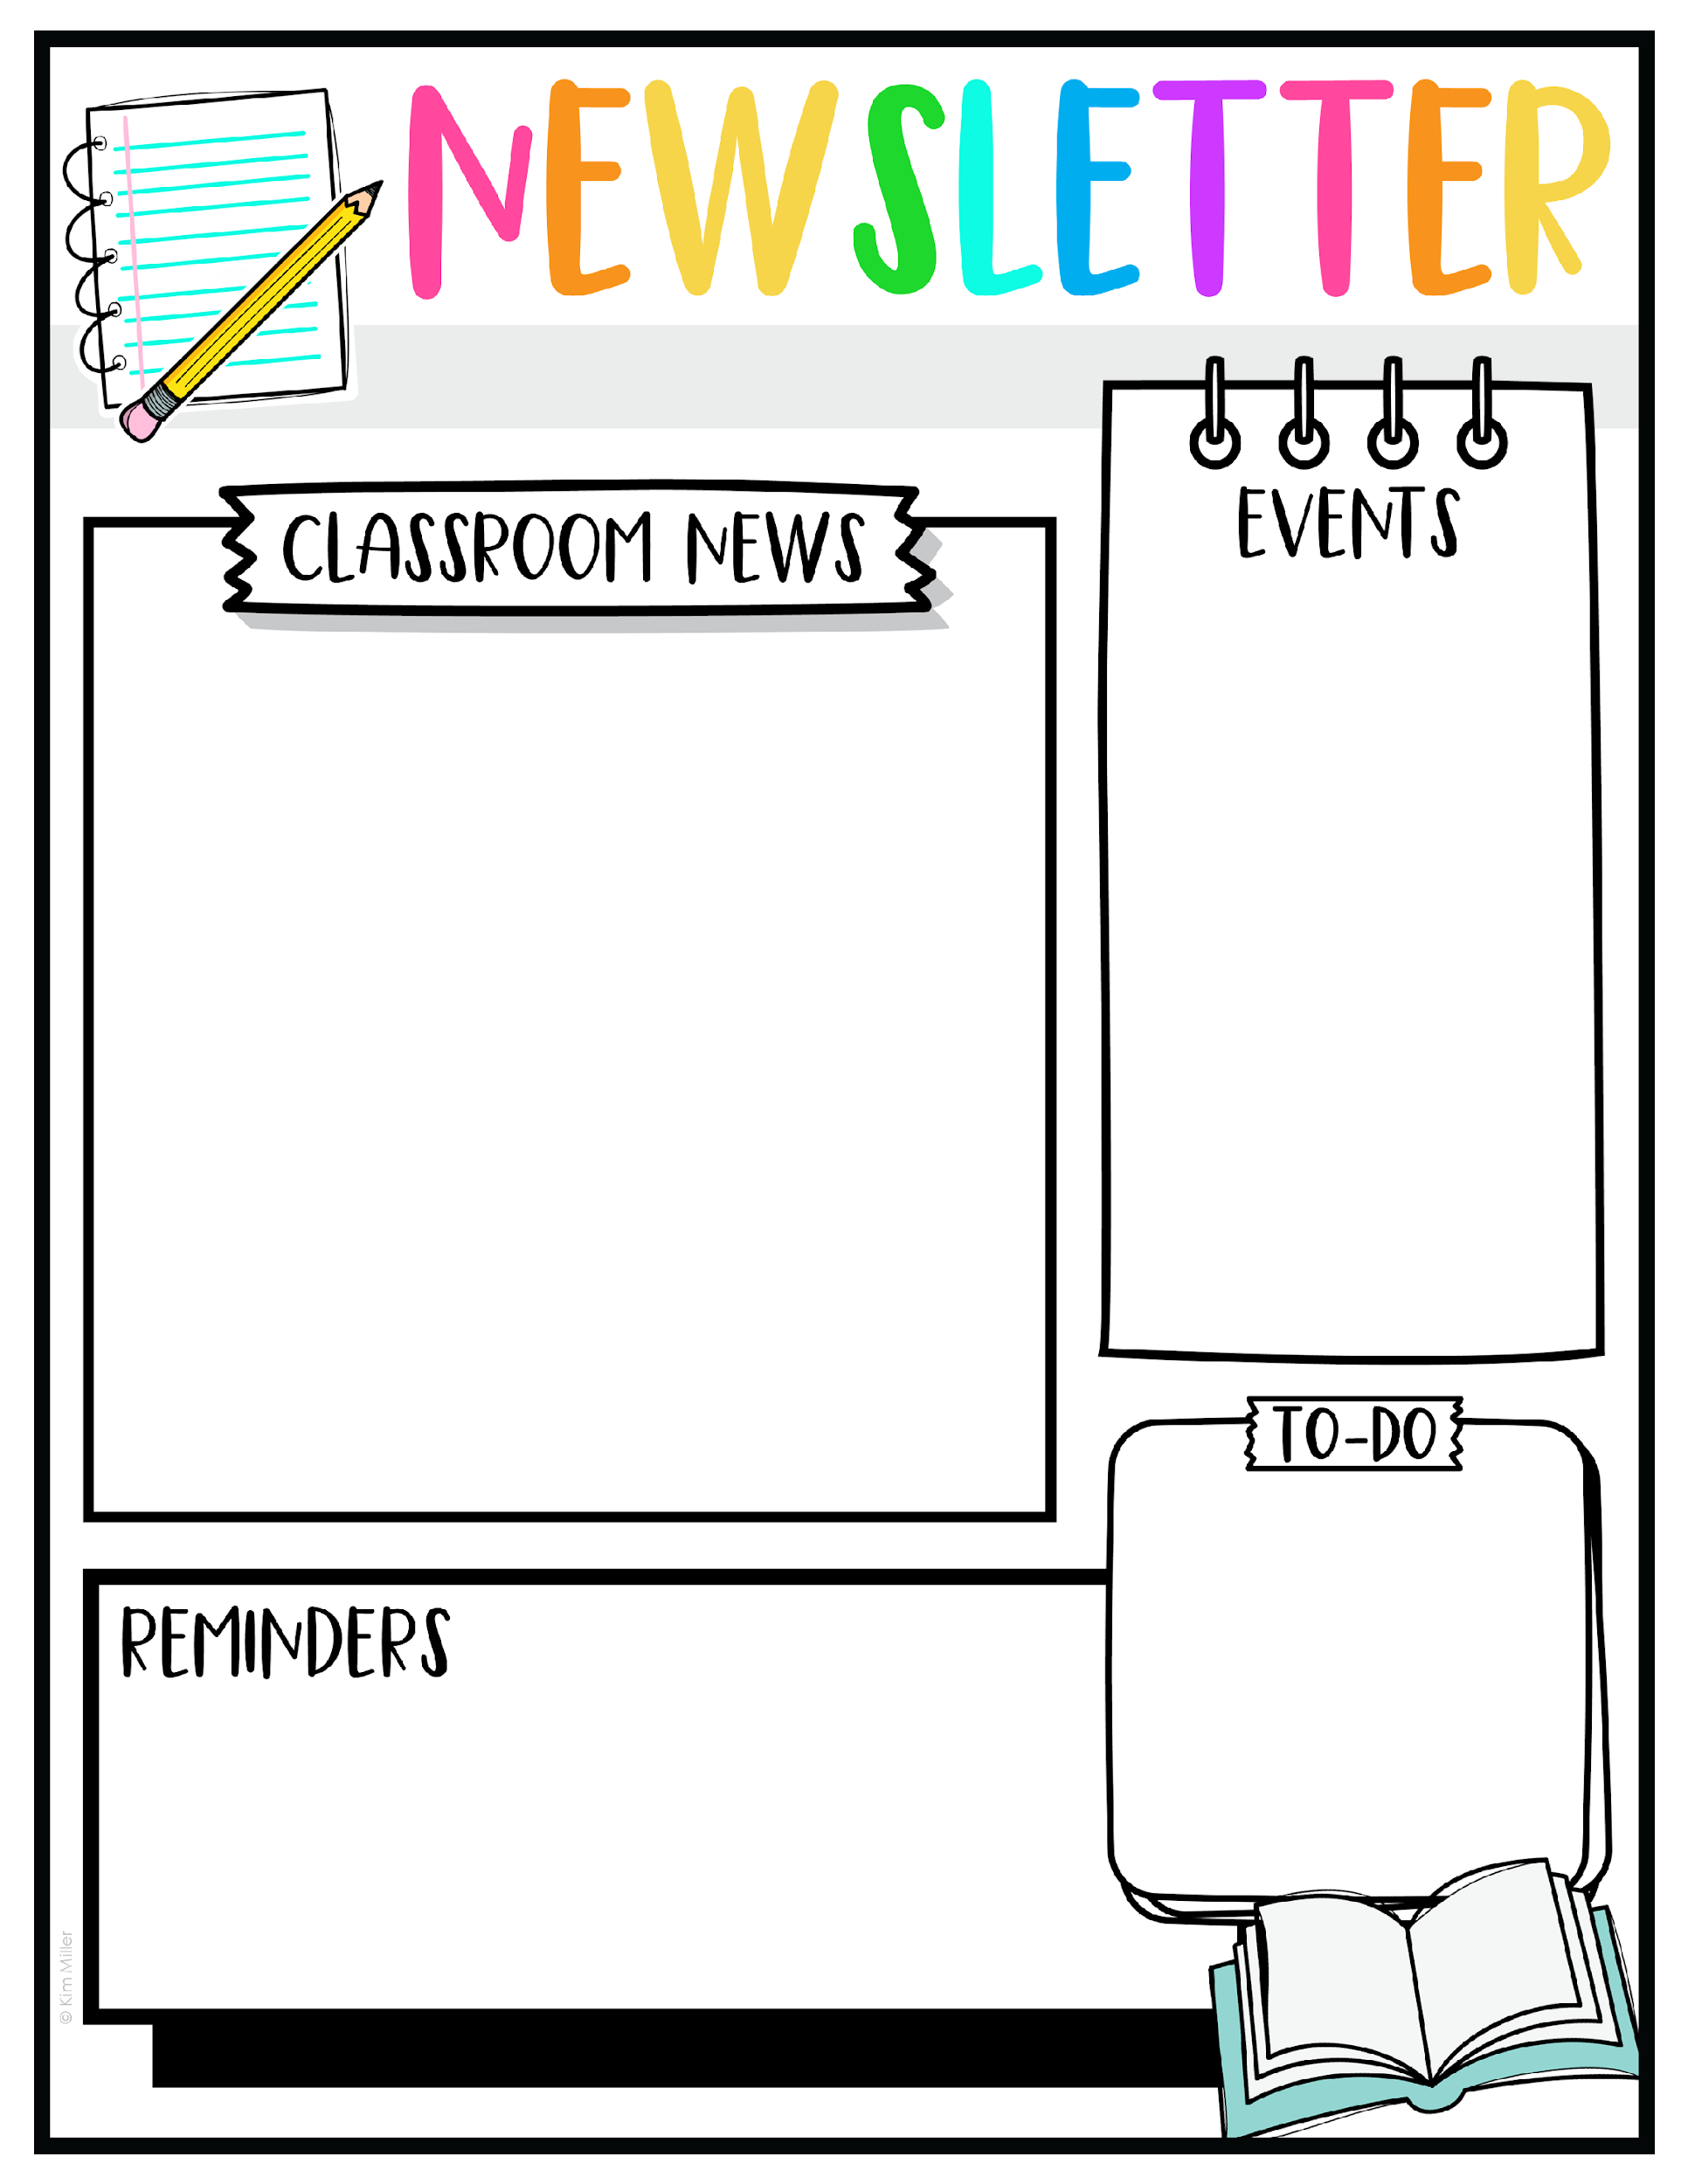 NEWSLETTER
CLASSROOM NEWS
EVENTS
TO-DO
REMINDERS
© Kim Miller